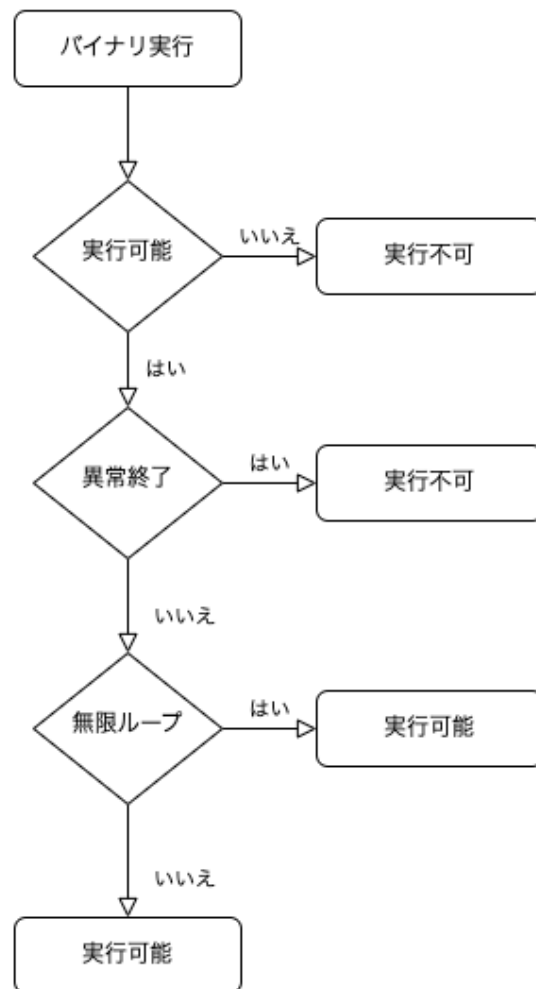 バイナリ実行
実行可能
いいえ
実行不可
はい
異常終了
はい
実行不可
いいえ
無限ループ
はい
実行可能
いいえ
実行可能